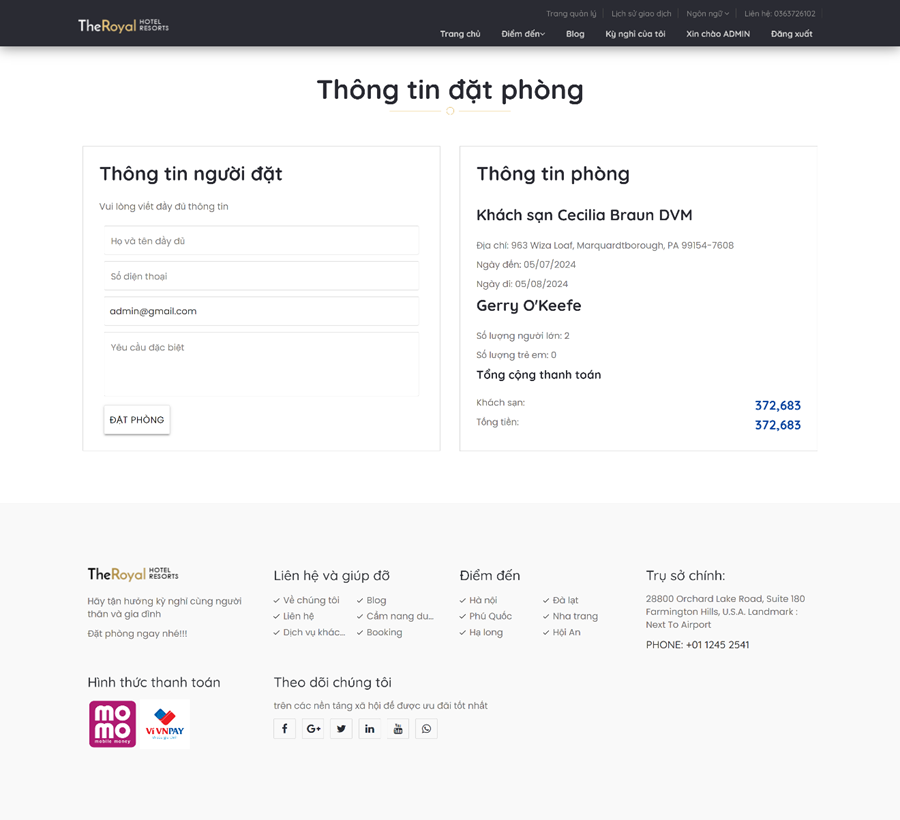 TheRoyal HOTEL RESORTS
Trang quản lý
Lịch sử giao dịch
Ngôn ngữ
Liên hệ: 0363726102
Trang chủ
Điểm đến
Blog
Kỳ nghỉ của tôi
Xin chào ADMIN
Đăng xuất
Thông tin đặt phòng
Thông tin người đặt
Vui lòng viết đầy đủ thông tin
Họ và tên đầy đủ
Số điện thoại
admin@gmail.com
Yêu cầu đặc biệt
ĐẶT PHÒNG
Thông tin phòng
Khách sạn Cecilia Braun DVM
Địa chỉ: 963 Wiza Loaf, Marquardtborough, PA 99154-7608
Ngày đến: 05/07/2024
Ngày đi: 05/08/2024
Gerry O'Keefe
Số lượng người lớn: 2
Số lượng trẻ em: 0
Tổng cộng thanh toán
Khách sạn: 372,683
Tổng tiền: 372,683
TheRoyal HOTEL RESORTS
Hãy tận hưởng kỳ nghỉ cùng người
thân và gia đình
Đặt phòng ngay nhé!!!
Liên hệ và giúp đỡ
Về chúng tôi
Blog
Liên hệ
Cẩm nang du...
Dịch vụ khác...
Booking
Điểm đến
Hà nội
Đà lạt
Phú Quốc
Nha trang
Hạ long
Hội An
Trụ sở chính:
28800 Orchard Lake Road, Suite 180
Farmington Hills, U.S.A. Landmark :
Next To Airport
PHONE: +01 1245 2541
Hình thức thanh toán
mo
mo
mobile money
Ví VNPAY
Theo dõi chúng tôi
trên các nền tảng xã hội để được ưu đãi tốt nhất